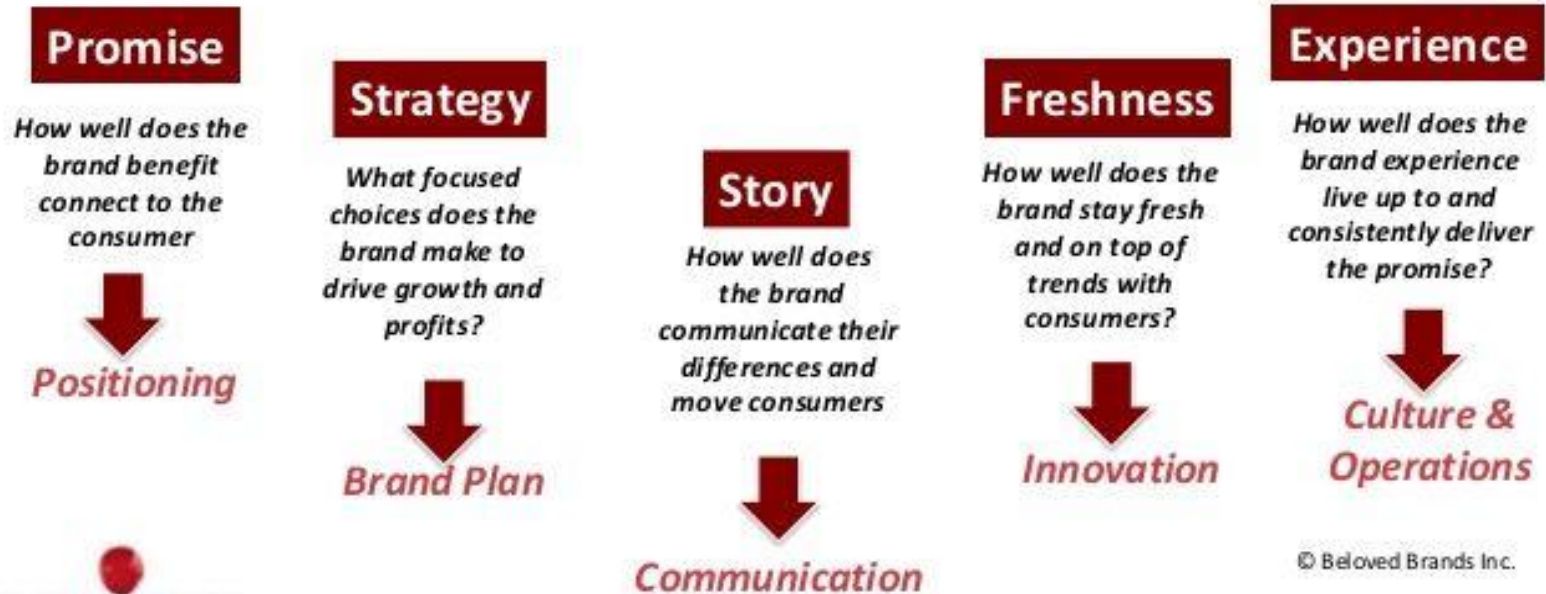 Promise
How well does the
brand benefit
connect to the
consumer
Positioning
Strategy
What focused
choices does the
brand make to
drive growth and
profits?
Brand Plan
Story
How well does
the brand
communicate their
differences and
move consumers
Communication
Freshness
How well does the
brand stay fresh
and on top of
trends with
consumers?
Innovation
Experience
How well does the
brand experience
live up to and
consistently deliver
the promise?
Culture &
Operations
© Beloved Brands Inc.